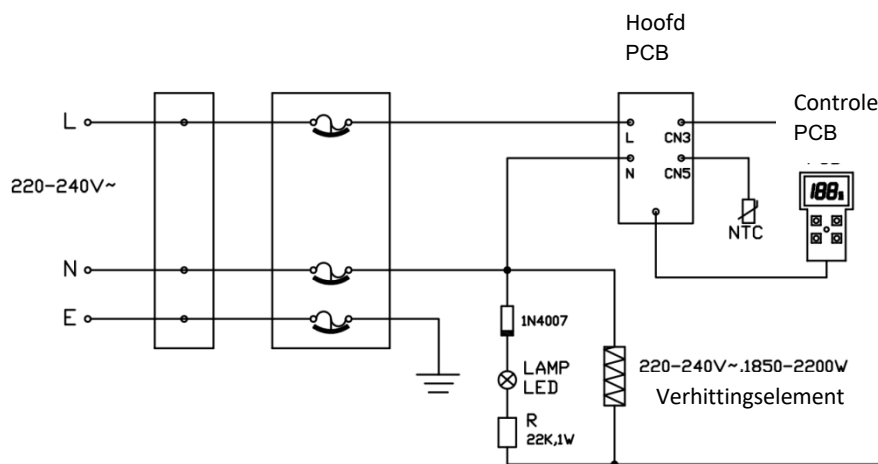 Hoofd
PCB
Controle
PCB
L
L
CN3
N
CN5
220-240V~
188
NTC
N
E
1N4007
LAMP
LED
220-240V~.1850-2200W
Verhittingselement
R
22K,1W